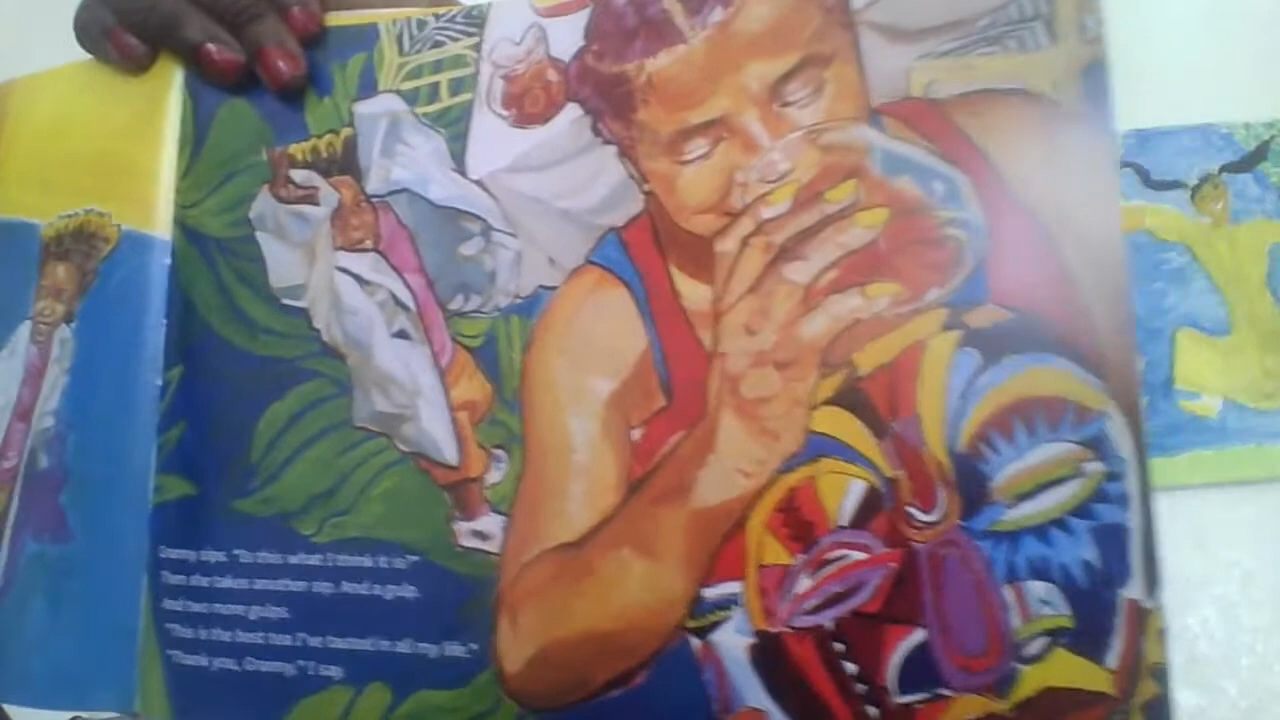 Granny sips. "Is this what I think it is?"
Then she takes another sip. And a gulp.
And two more gulps.
"This is the best tea I've tasted in all my life."
"Thank you, Granny," I say.